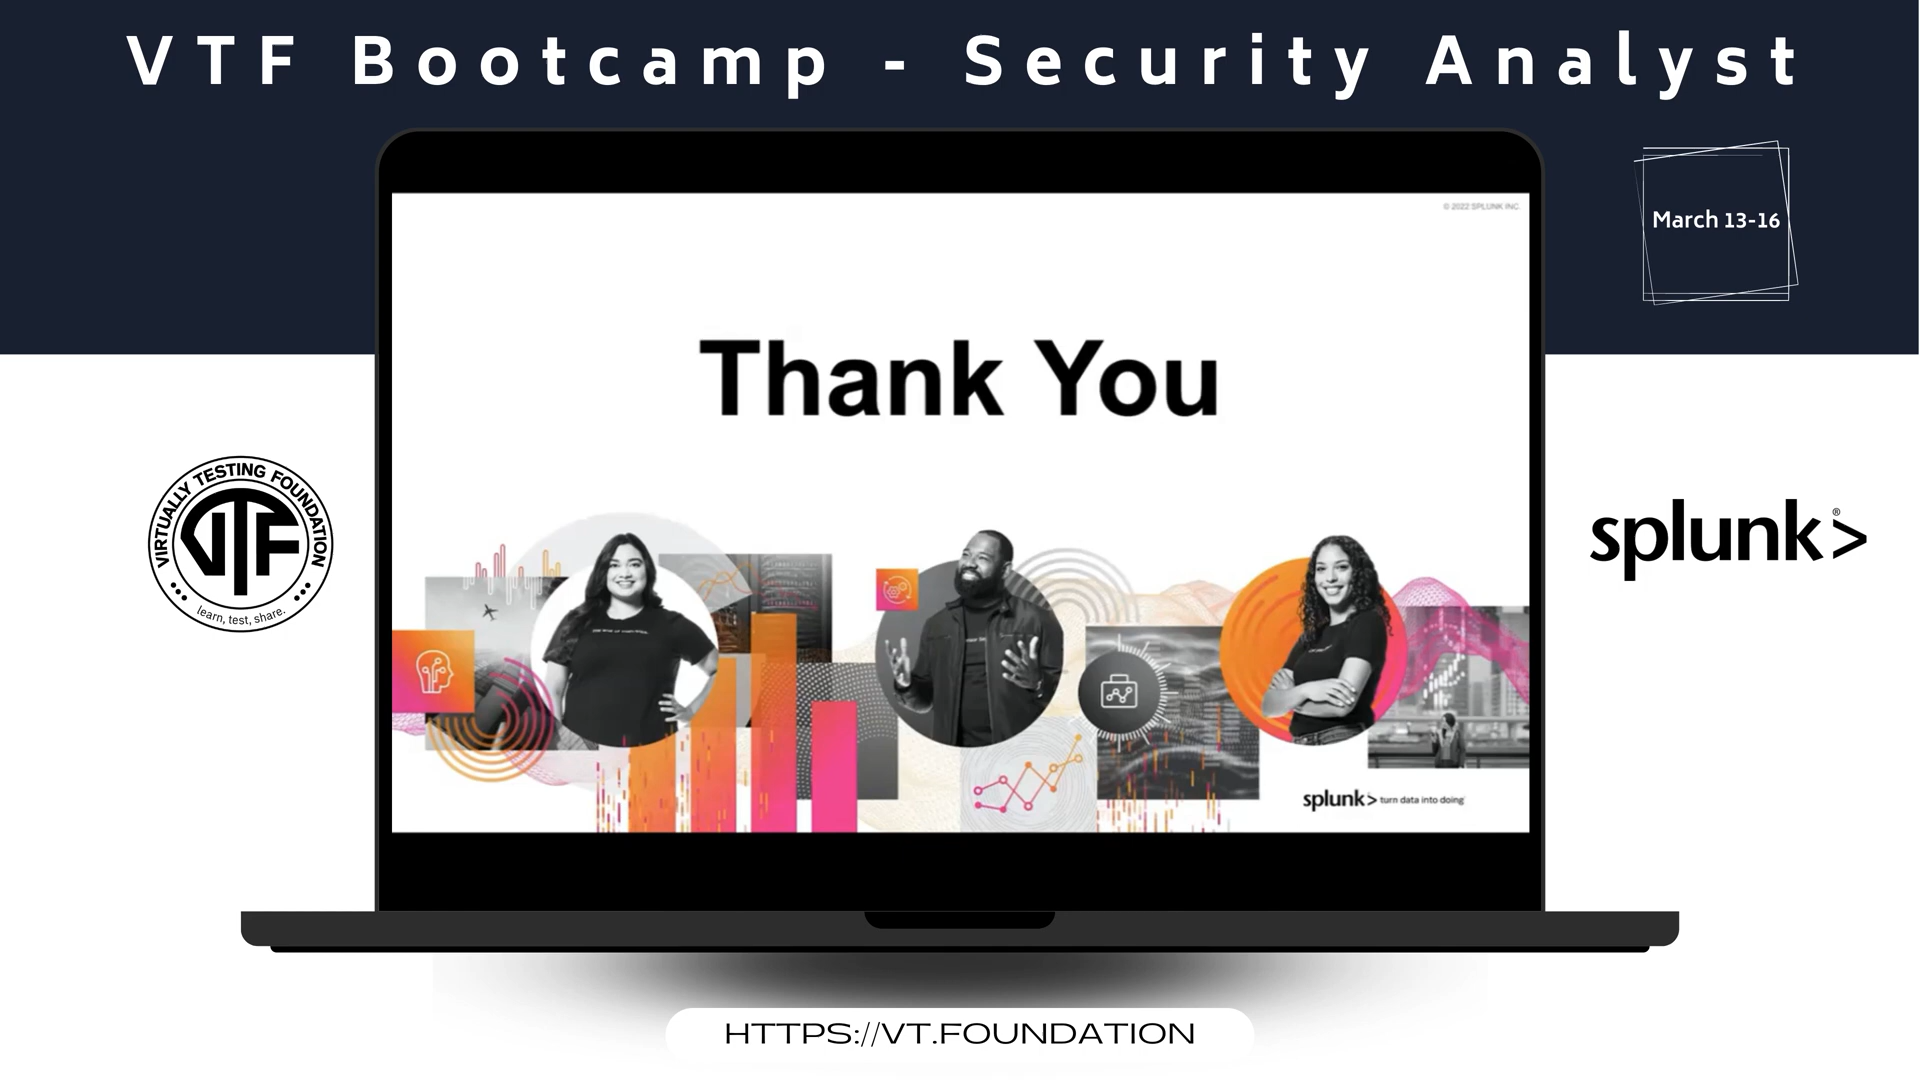 VTF Bootcamp - Security Analyst
March 13-16
© 2022 SPLUNK INC.
Thank You
VIRTUALLY TESTING FOUNDATION
VTF
learn, test, share.
splunk>®
splunk> turn data into doing
HTTPS://VT.FOUNDATION